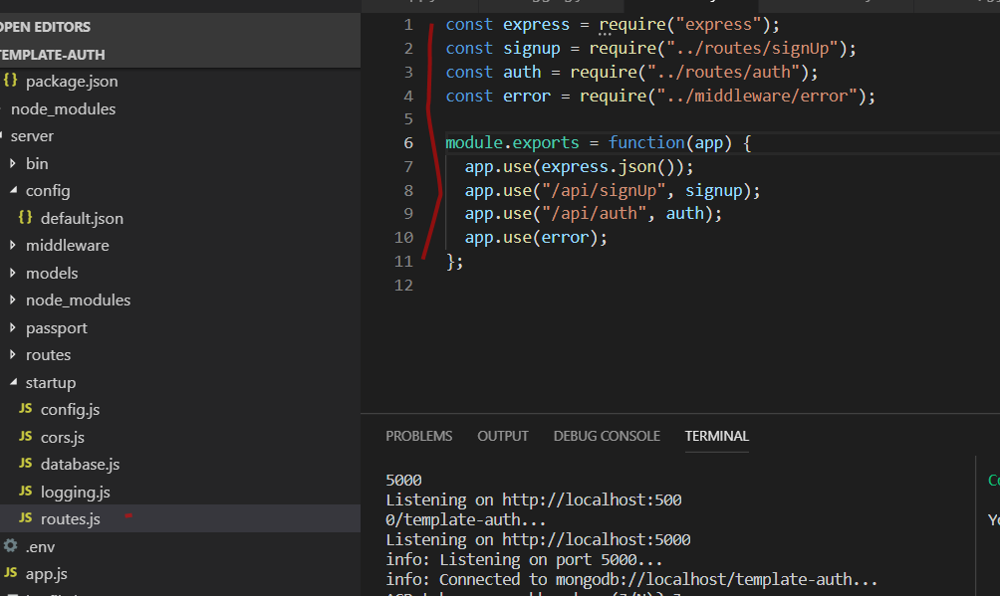 OPEN EDITORS
TEMPLATE-AUTH
{} package.json
node_modules
server
bin
config
{} default.json
middleware
models
node_modules
passport
routes
startup
JS config.js
JS cors.js
JS database.js
JS logging.js
JS routes.js
.env
JS app.js
1 const express = require("express");
2 const signup = require("../routes/signUp");
3 const auth = require("../routes/auth");
4 const error = require("../middleware/error");
5
6 module.exports = function(app) {
7 app.use(express.json());
8 app.use("/api/signUp", signup);
9 app.use("/api/auth", auth);
10 app.use(error);
11 };
12
PROBLEMS OUTPUT DEBUG CONSOLE TERMINAL
5000
Listening on http://localhost:500
0/template-auth...
Listening on http://localhost:5000
info: Listening on port 5000...
info: Connected to mongodb://localhost/template-auth...